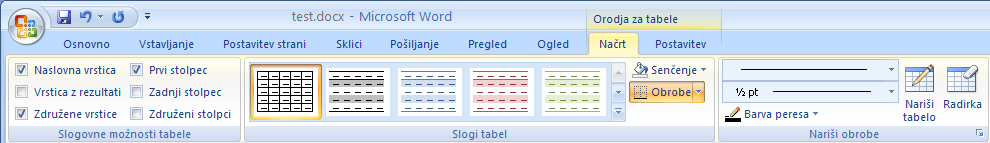 test.docx - Microsoft Word
Orodja za tabele
Osnovno Vstavljanje Postavitev strani Sklici Pošiljanje Pregled Ogled Načrt Postavitev
Naslovna vrstica Prvi stolpec
Vrstica z rezultati Zadnji stolpec
Združene vrstice Združeni stolpci
Slogovne možnosti tabele
Senčenje
Obrobe
Slogi tabel
½ pt
Barva peresa
Nariši tabelo
Radirka
Nariši obrobe